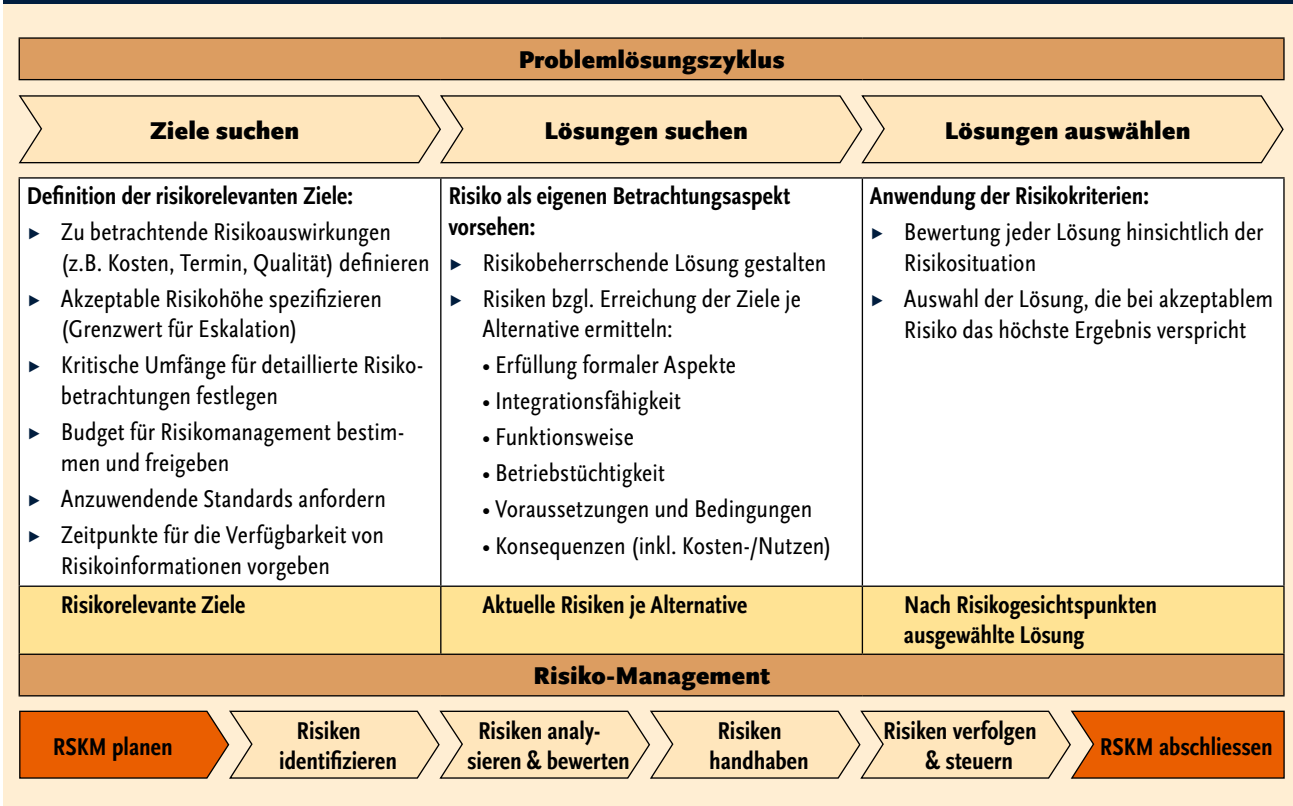 Problemlösungszyklus
Ziele suchen
Lösungen suchen
Lösungen auswählen
Definition der risikorelevanten Ziele:
► Zu betrachtende Risikoauswirkungen
(z.B. Kosten, Termin, Qualität) definieren
► Akzeptable Risikohöhe spezifizieren
(Grenzwert für Eskalation)
► Kritische Umfänge für detaillierte Risiko-
betrachtungen festlegen
► Budget für Risikomanagement bestim-
men und freigeben
► Anzuwendende Standards anfordern
► Zeitpunkte für die Verfügbarkeit von
Risikoinformationen vorgeben
Risiko als eigenen Betrachtungsaspekt
vorsehen:
► Risikobeherrschende Lösung gestalten
► Risiken bzgl. Erreichung der Ziele je
Alternative ermitteln:
• Erfüllung formaler Aspekte
• Integrationsfähigkeit
• Funktionsweise
• Betriebstüchtigkeit
• Voraussetzungen und Bedingungen
• Konsequenzen (inkl. Kosten-/Nutzen)
Anwendung der Risikokriterien:
► Bewertung jeder Lösung hinsichtlich der
Risikosituation
► Auswahl der Lösung, die bei akzeptablem
Risiko das höchste Ergebnis verspricht
Risikorelevante Ziele
Aktuelle Risiken je Alternative
Nach Risikogesichtspunkten
ausgewählte Lösung
Risiko-Management
RSKM planen
Risiken
identifizieren
Risiken analy-
sieren & bewerten
Risiken
handhaben
Risiken verfolgen
& steuern
RSKM abschliessen